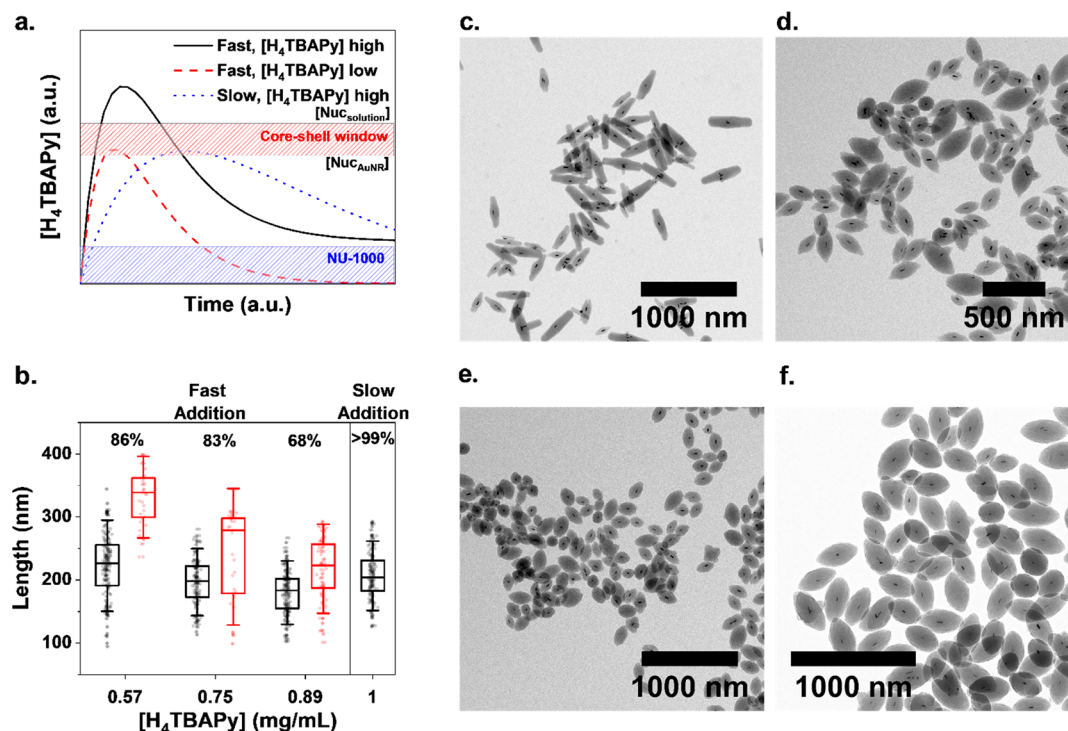 a.
Fast, [H₄TBAPy] high
Fast, [H₄TBAPy] low
Slow, [H₄TBAPy] high
[Nuc_solution]
Core-shell window
[Nuc_AuNR]
NU-1000
[H₄TBAPy] (a.u.)
Time (a.u.)
c.
1000 nm
d.
500 nm
b.
Fast Slow
Addition Addition
86% 83% 68% >99%
400
300
200
100
Length (nm)
0.57 0.75 0.89 1
[H₄TBAPy] (mg/mL)
e.
1000 nm
f.
1000 nm